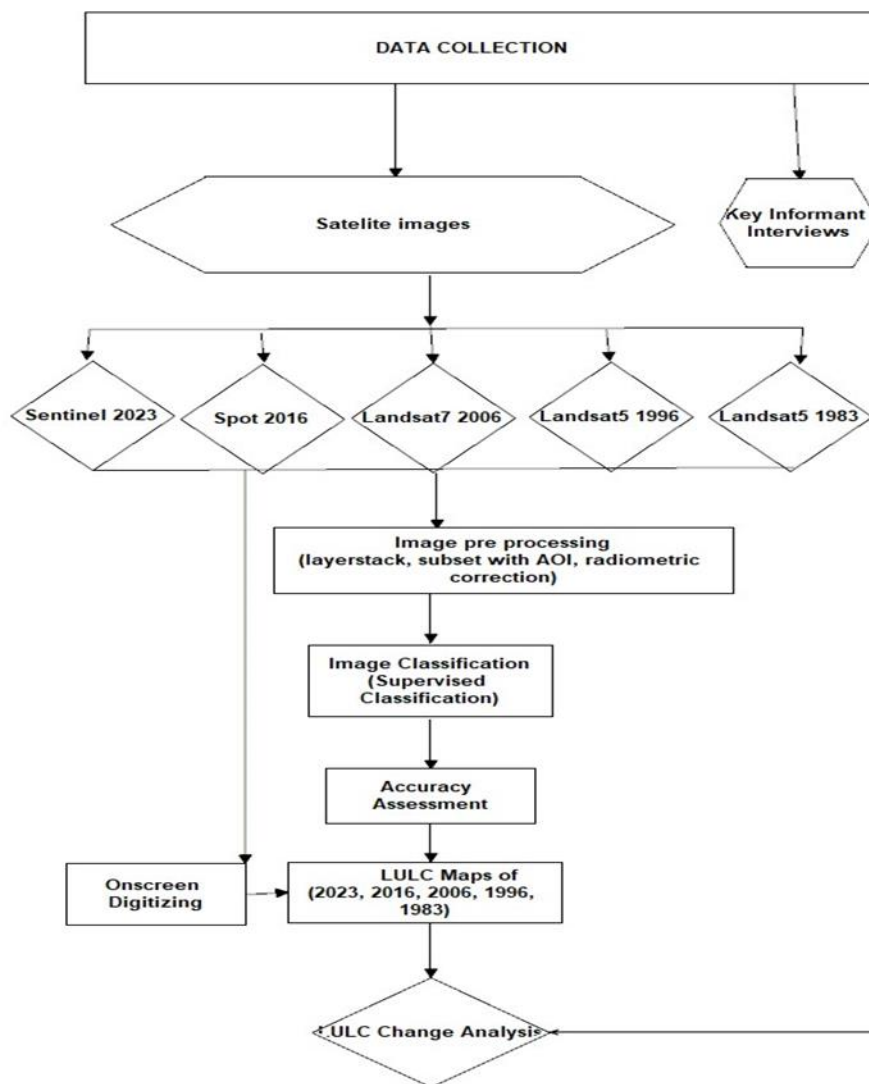 DATA COLLECTION
Satelite images
Key Informant
Interviews
Sentinel 2023
Spot 2016
Landsat7 2006
Landsat5 1996
Landsat5 1983
Image pre processing
(layerstack, subset with AOI, radiometric
correction)
Image Classification
(Supervised
Classification)
Accuracy
Assessment
Onscreen
Digitizing
LULC Maps of
(2023, 2016, 2006, 1996,
1983)
LULC Change Analysis